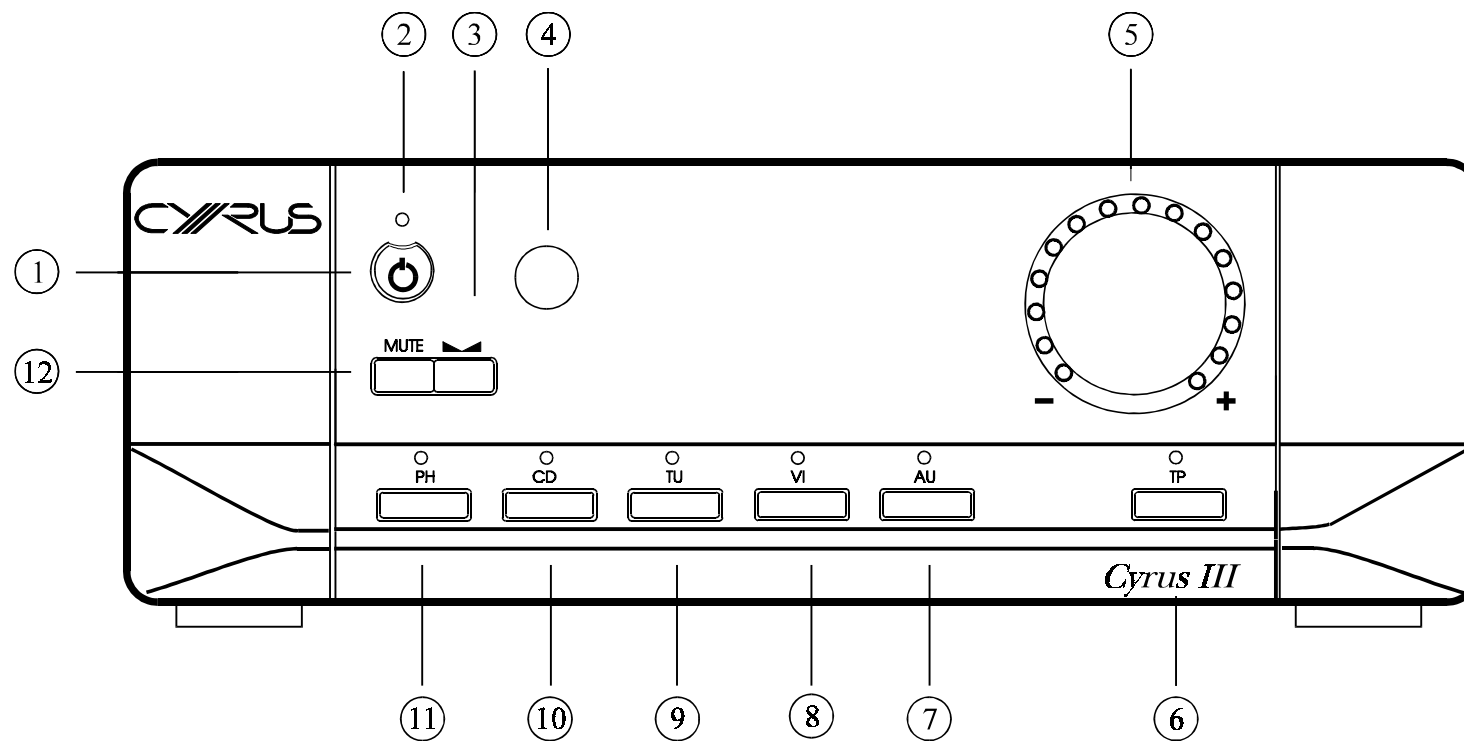 2 3 4 5
CYRUS
1
MUTE
12
- +
PH CD TU VI AU TP
Cyrus III
11 10 9 8 7 6